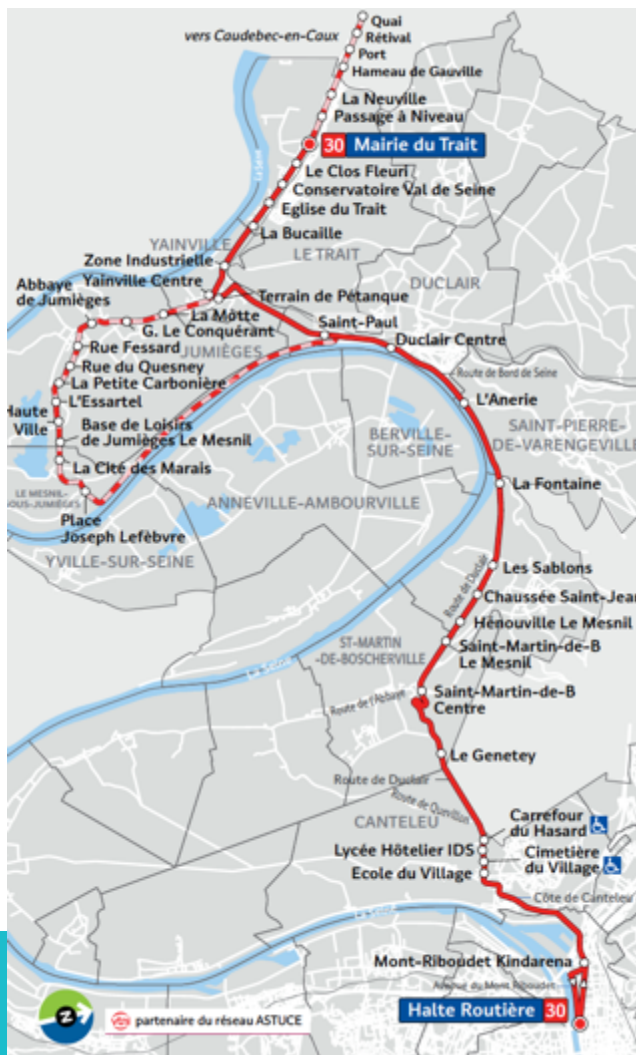 Quai
vers Caudebec-en-Caux
Rétival
Port
Hameau de Gauville
La Neuville
Passage à Niveau
30 Mairie du Trait
Le Clos Fleuri
Conservatoire Val de Seine
Eglise du Trait
La Seine
La Bucaille
YAINVILLE
LE TRAIT
Zone Industrielle
DUCLAIR
Yainville Centre
Abbaye
de Jumièges
Terrain de Pétanque
La Môtte
G. Le Conquérant
Saint-Paul
JUMIÈGES
Duclair Centre
Rue Fessard
Rue du Quesney
Route de Bord de Seine
La Petite Carbonière
L'Essartel
L'Anerie
Haute
Ville
Base de Loisirs
de Jumièges Le Mesnil
BERVILLE-
SUR-SEINE
SAINT-PIERRE
-DE-VARENGEVILLE
La Cité des Marais
La Fontaine
LE MESNIL
-SOUS-JUMIÈGES
ANNEVILLE-AMBOURVILLE
Place
Joseph Lefèbvre
YVILLE-SUR-SEINE
Les Sablons
Route de Duclair
Chaussée Saint-Jean
Hénouville Le Mesnil
ST-MARTIN
-DE-BOSCHERVILLE
Saint-Martin-de-B
Le Mesnil
La Seine
Saint-Martin-de-B
Centre
Route de l'Abbaye
Le Genetey
Route de Duclair
Route de Quevillon
CANTELEU
Carrefour
du Hasard
Lycée Hôtelier IDS
Cimetière
du Village
Ecole du Village
Côte de Canteleu
La Seine
Mont-Riboudet Kindarena
Avenue du Mont Riboudet
Halte Routière 30
partenaire du réseau ASTUCE